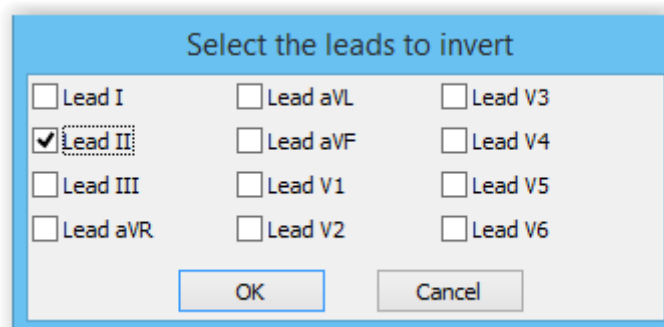 Select the leads to invert
Lead I Lead aVL Lead V3
Lead II Lead aVF Lead V4
Lead III Lead V1 Lead V5
Lead aVR Lead V2 Lead V6
OK Cancel